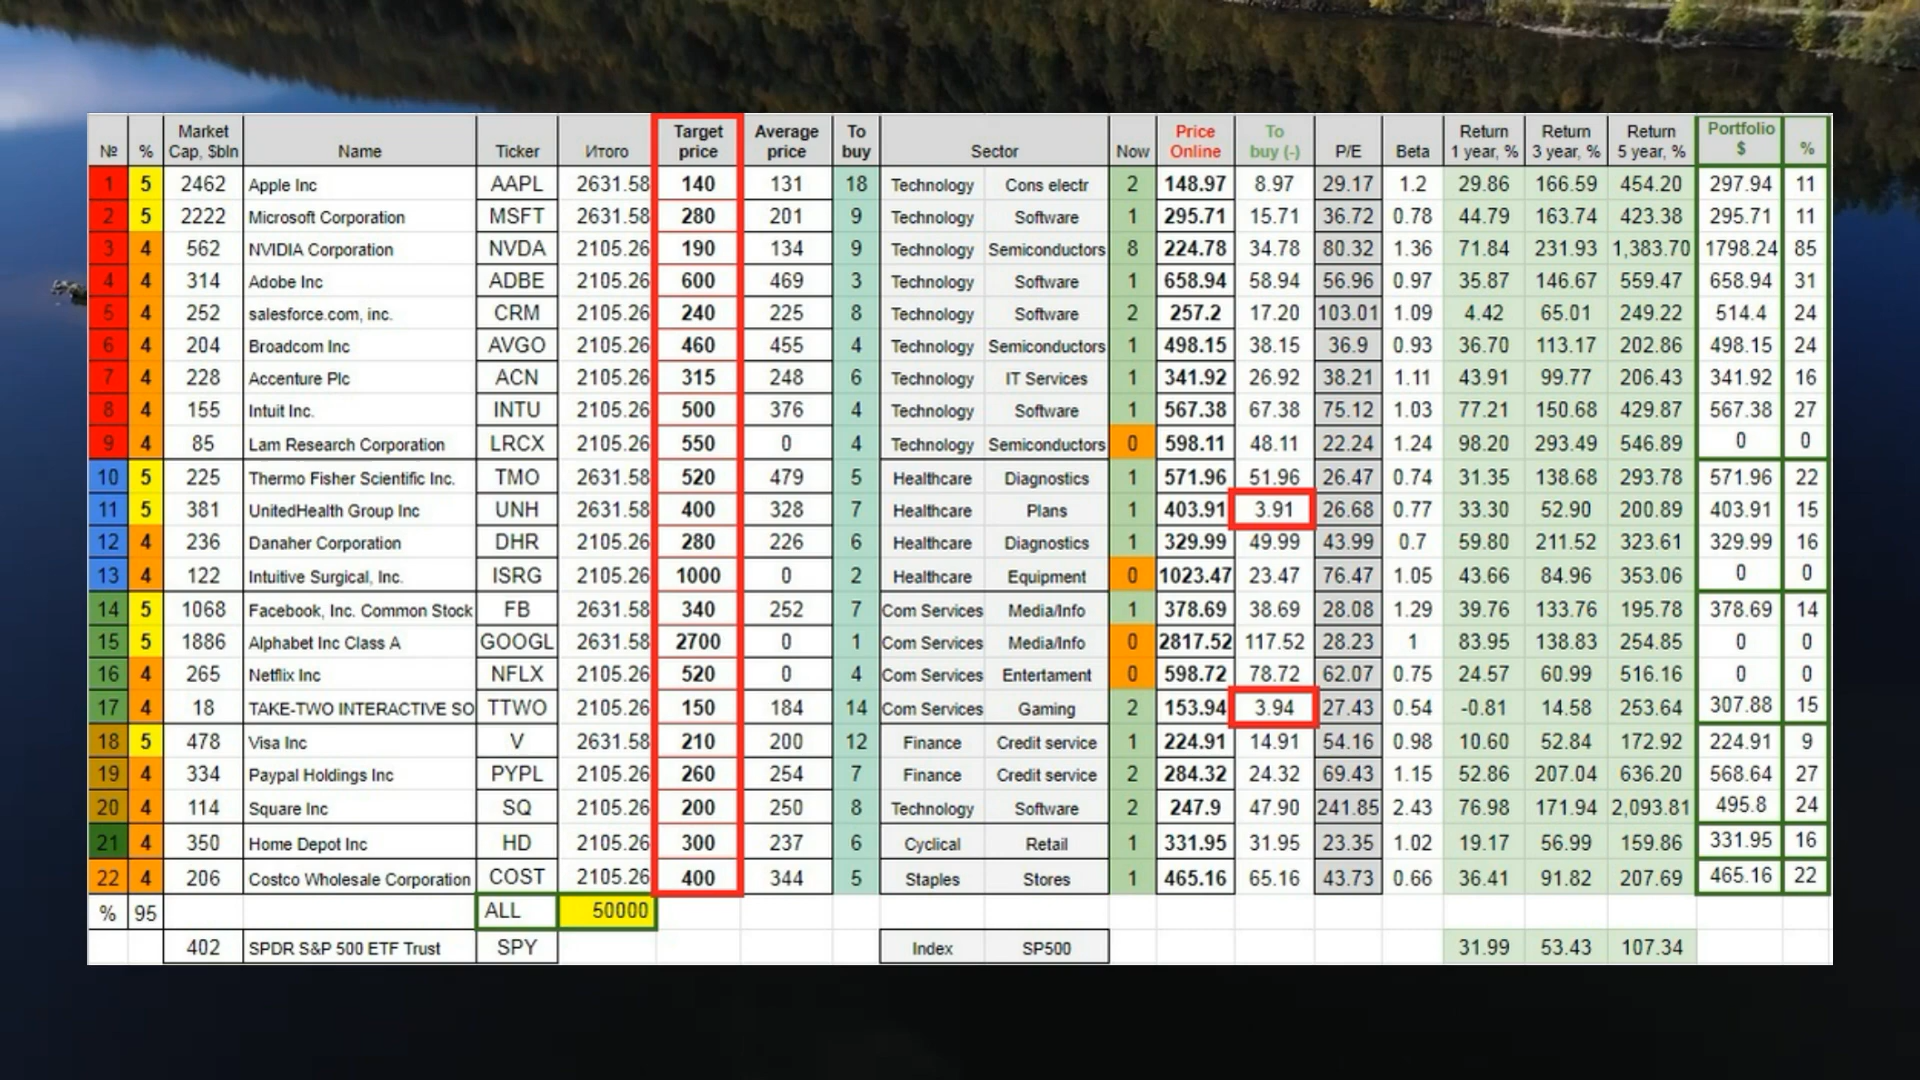 № % Market Cap, $bln Name Ticker Итого Target price Average price To buy Sector Now Price Online To buy (-) P/E Beta Return 1 year, % Return 3 year, % Return 5 year, % Portfolio $ %
1 5 2462 Apple Inc AAPL 2631.58 140 131 18 Technology Cons electr 2 148.97 8.97 29.17 1.2 29.86 166.59 454.20 297.94 11
2 5 2222 Microsoft Corporation MSFT 2631.58 280 201 9 Technology Software 1 295.71 15.71 36.72 0.78 44.79 163.74 423.38 295.71 11
3 4 562 NVIDIA Corporation NVDA 2105.26 190 134 9 Technology Semiconductors 8 224.78 34.78 80.32 1.36 71.84 231.93 1,383.70 1798.24 85
4 4 314 Adobe Inc ADBE 2105.26 600 469 3 Technology Software 1 658.94 58.94 56.96 0.97 35.87 146.67 559.47 658.94 31
5 4 252 salesforce.com, inc. CRM 2105.26 240 225 8 Technology Software 2 257.2 17.20 103.01 1.09 4.42 65.01 249.22 514.4 24
6 4 204 Broadcom Inc AVGO 2105.26 460 455 4 Technology Semiconductors 1 498.15 38.15 36.9 0.93 36.70 113.17 202.86 498.15 24
7 4 228 Accenture Plc ACN 2105.26 315 248 6 Technology IT Services 1 341.92 26.92 38.21 1.11 43.91 99.77 206.43 341.92 16
8 4 155 Intuit Inc. INTU 2105.26 500 376 4 Technology Software 1 567.38 67.38 75.12 1.03 77.21 150.68 429.87 567.38 27
9 4 85 Lam Research Corporation LRCX 2105.26 550 0 4 Technology Semiconductors 0 598.11 48.11 22.24 1.24 98.20 293.49 546.89 0 0
10 5 225 Thermo Fisher Scientific Inc. TMO 2631.58 520 479 5 Healthcare Diagnostics 1 571.96 51.96 26.47 0.74 31.35 138.68 293.78 571.96 22
11 5 381 UnitedHealth Group Inc UNH 2631.58 400 328 7 Healthcare Plans 1 403.91 3.91 26.68 0.77 33.30 52.90 200.89 403.91 15
12 4 236 Danaher Corporation DHR 2105.26 280 226 6 Healthcare Diagnostics 1 329.99 49.99 43.99 0.7 59.80 211.52 323.61 329.99 16
13 4 122 Intuitive Surgical, Inc. ISRG 2105.26 1000 0 2 Healthcare Equipment 0 1023.47 23.47 76.47 1.05 43.66 84.96 353.06 0 0
14 5 1068 Facebook, Inc. Common Stock FB 2631.58 340 252 7 Com Services Media/Info 1 378.69 38.69 28.08 1.29 39.76 133.76 195.78 378.69 14
15 5 1886 Alphabet Inc Class A GOOGL 2631.58 2700 0 1 Com Services Media/Info 0 2817.52 117.52 28.23 1 83.95 138.83 254.85 0 0
16 4 265 Netflix Inc NFLX 2105.26 520 0 4 Com Services Entertament 0 598.72 78.72 62.07 0.75 24.57 60.99 516.16 0 0
17 4 18 TAKE-TWO INTERACTIVE SO TTWO 2105.26 150 184 14 Com Services Gaming 2 153.94 3.94 27.43 0.54 -0.81 14.58 253.64 307.88 15
18 5 478 Visa Inc V 2631.58 210 200 12 Finance Credit service 1 224.91 14.91 54.16 0.98 10.60 52.84 172.92 224.91 9
19 4 334 Paypal Holdings Inc PYPL 2105.26 260 254 7 Finance Credit service 2 284.32 24.32 69.43 1.15 52.86 207.04 636.20 568.64 27
20 4 114 Square Inc SQ 2105.26 200 250 8 Technology Software 2 247.9 47.90 241.85 2.43 76.98 171.94 2,093.81 495.8 24
21 4 350 Home Depot Inc HD 2105.26 300 237 6 Cyclical Retail 1 331.95 31.95 23.35 1.02 19.17 56.99 159.86 331.95 16
22 4 206 Costco Wholesale Corporation COST 2105.26 400 344 5 Staples Stores 1 465.16 65.16 43.73 0.66 36.41 91.82 207.69 465.16 22
% 95 ALL 50000
402 SPDR S&P 500 ETF Trust SPY Index SP500 31.99 53.43 107.34